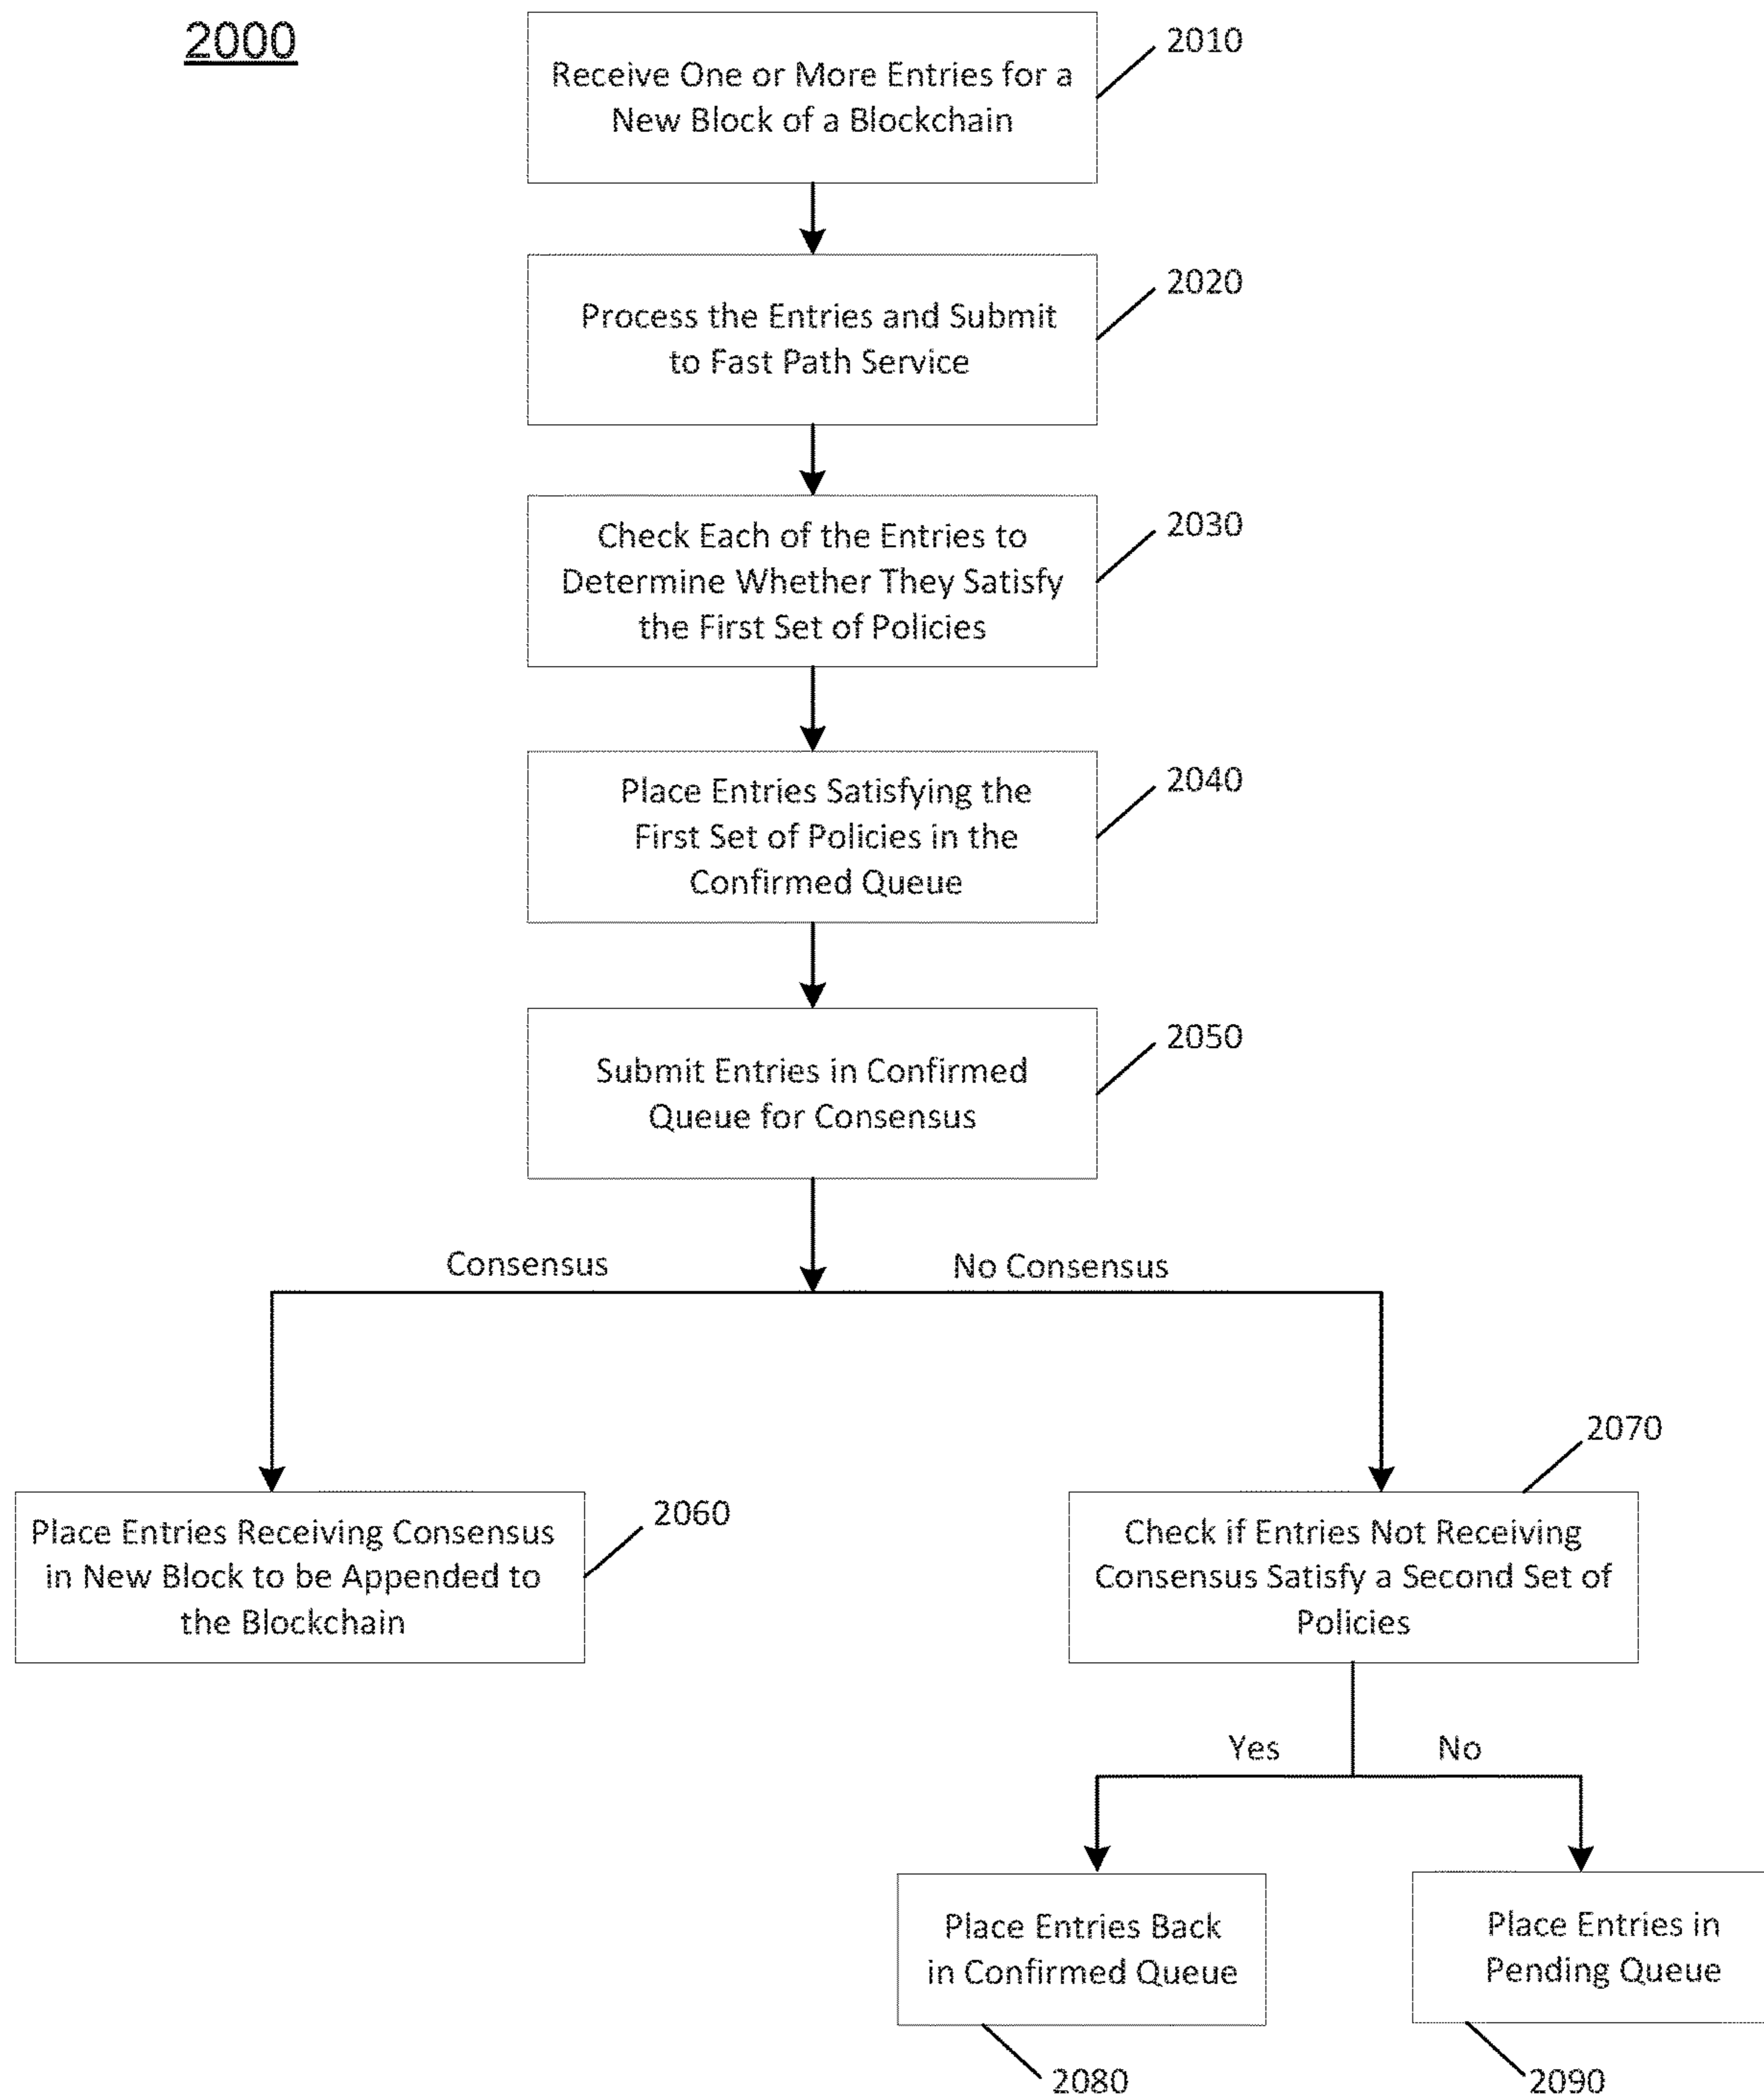 2000
Receive One or More Entries for a
New Block of a Blockchain
2010
Process the Entries and Submit
to Fast Path Service
2020
Check Each of the Entries to
Determine Whether They Satisfy
the First Set of Policies
2030
Place Entries Satisfying the
First Set of Policies in the
Confirmed Queue
2040
Submit Entries in Confirmed
Queue for Consensus
2050
Consensus
No Consensus
Place Entries Receiving Consensus
in New Block to be Appended to
the Blockchain
2060
Check if Entries Not Receiving
Consensus Satisfy a Second Set of
Policies
2070
Yes
No
Place Entries Back
in Confirmed Queue
2080
Place Entries in
Pending Queue
2090